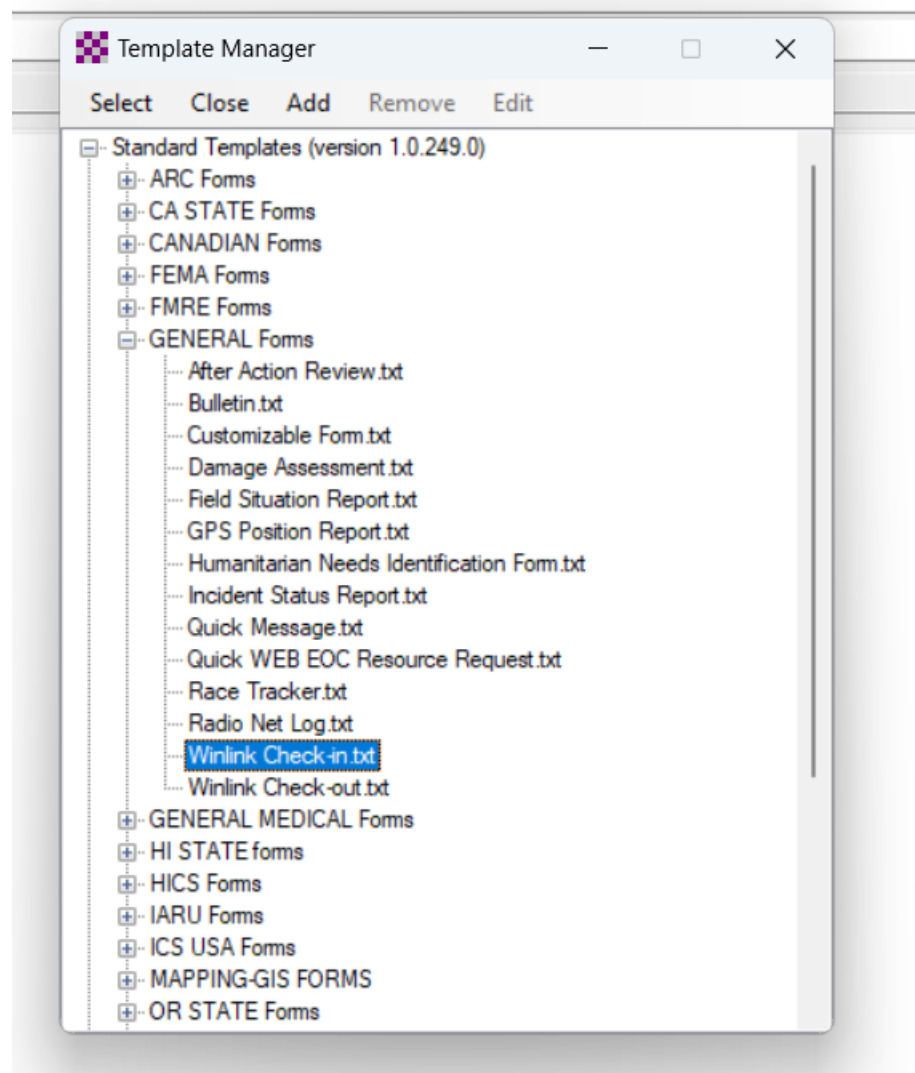 Template Manager
Select Close Add Remove Edit
Standard Templates (version 1.0.249.0)
ARC Forms
CA STATE Forms
CANADIAN Forms
FEMA Forms
FMRE Forms
GENERAL Forms
After Action Review.txt
Bulletin.txt
Customizable Form.txt
Damage Assessment.txt
Field Situation Report.txt
GPS Position Report.txt
Humanitarian Needs Identification Form.txt
Incident Status Report.txt
Quick Message.txt
Quick WEB EOC Resource Request.txt
Race Tracker.txt
Radio Net Log.txt
Winlink Check-in.txt
Winlink Check-out.txt
GENERAL MEDICAL Forms
HI STATE forms
HICS Forms
IARU Forms
ICS USA Forms
MAPPING-GIS FORMS
OR STATE Forms